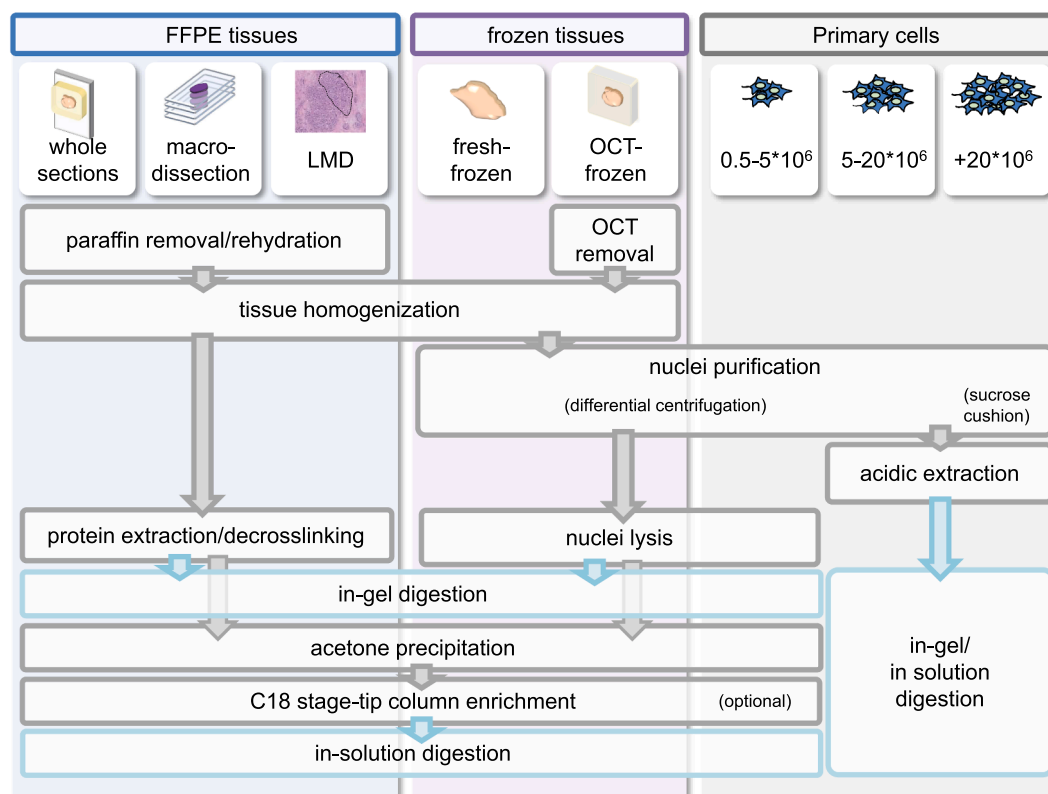 FFPE tissues
frozen tissues
Primary cells
whole
sections
macro-
dissection
LMD
fresh-
frozen
OCT-
frozen
0.5-5*10⁶
5-20*10⁶
+20*10⁶
paraffin removal/rehydration
OCT
removal
tissue homogenization
nuclei purification
(differential centrifugation)
(sucrose
cushion)
acidic extraction
protein extraction/decrosslinking
nuclei lysis
in-gel digestion
acetone precipitation
in-gel/
in solution
digestion
C18 stage-tip column enrichment
(optional)
in-solution digestion